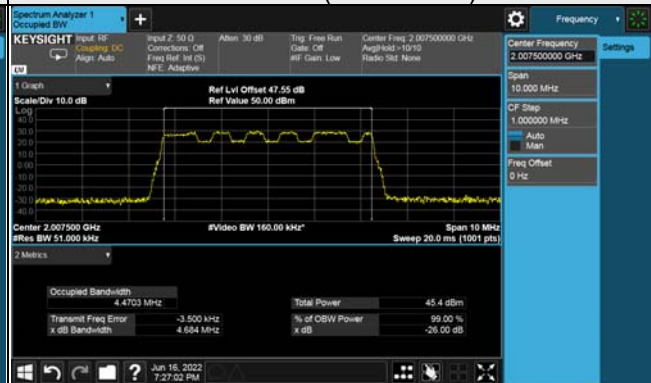 Spectrum Analyzer 1
Occupied BW
+
Frequency
KEYSIGHT Input: RF
Coupling: DC
Align: Auto
Input Z: 50 Ω
Corrections: Off
Freq Ref: Int (S)
NFE: Adaptive
Atten: 30 dB
Trig: Free Run
Gate: Off
#IF Gain: Low
Center Freq: 2.007500000 GHz
Avg|Hold:>10/10
Radio Std: None
Center Frequency
2.007500000 GHz
Settings
Span
10.000 MHz
CF Step
1.000000 MHz
Auto
Man
Freq Offset
0 Hz
1 Graph
Scale/Div 10.0 dB
Ref Lvl Offset 47.55 dB
Ref Value 50.00 dBm
Log
40.0
30.0
20.0
10.0
0.00
-10.0
-20.0
-30.0
-40.0
Center 2.007500 GHz
#Res BW 51.000 kHz
#Video BW 160.00 kHz*
Span 10 MHz
Sweep 20.0 ms (1001 pts)
2 Metrics
Occupied Bandwidth
4.4703 MHz
Total Power 45.4 dBm
Transmit Freq Error -3.500 kHz
% of OBW Power 99.00 %
x dB Bandwidth 4.684 MHz
x dB -26.00 dB
?
Jun 16, 2022
7:27:02 PM